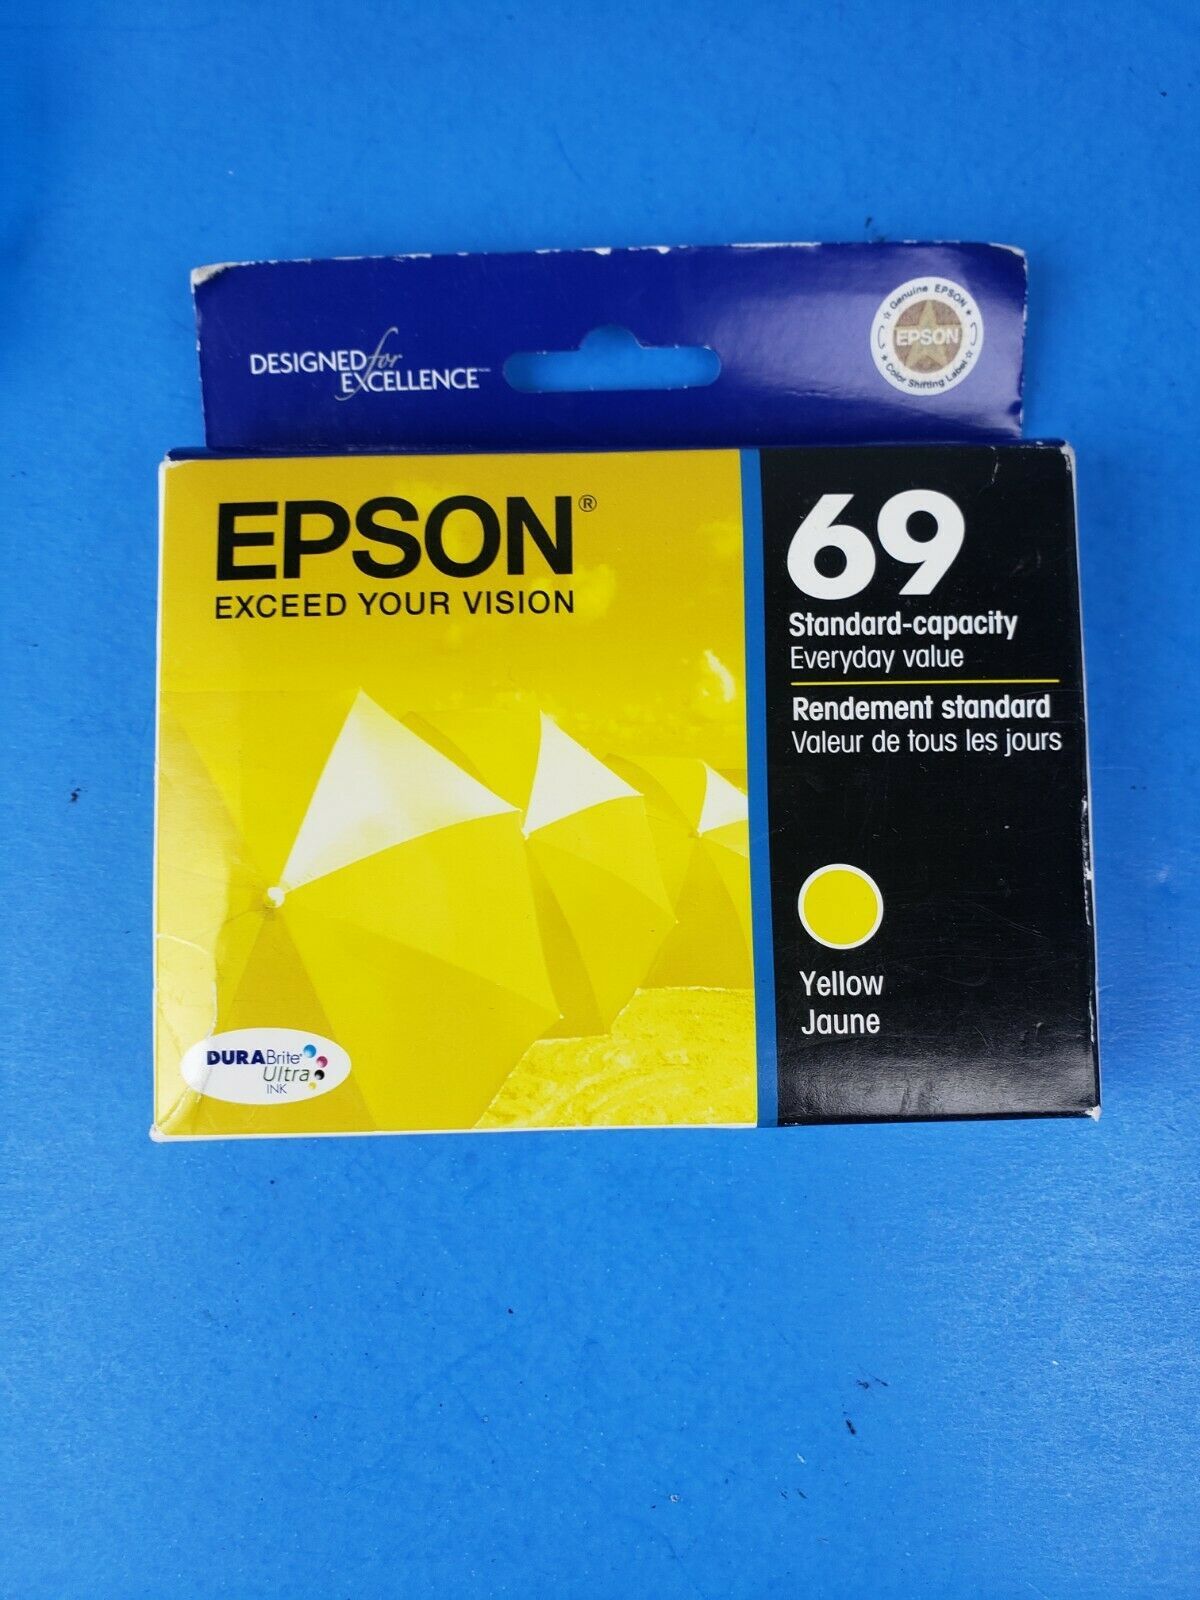 DESIGNED for
EXCELLENCE
Genuine EPSON
EPSON
Color Shifting Label
EPSON®
EXCEED YOUR VISION
69
Standard-capacity
Everyday value
Rendement standard
Valeur de tous les jours
Yellow
Jaune
DURABrite®
Ultra
INK